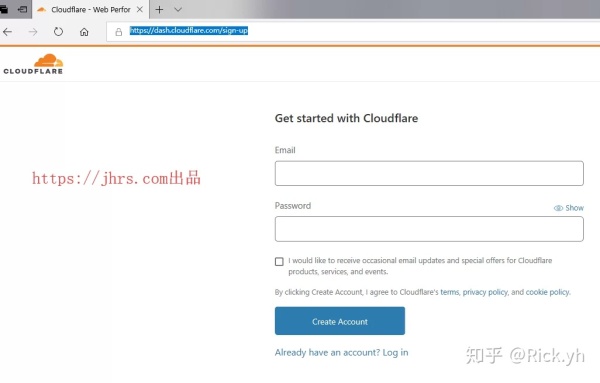 Cloudflare - Web Perfor
https://dash.cloudflare.com/sign-up
CLOUDFLARE
Get started with Cloudflare
Email
https://jhrs.com出品
Password
Show
I would like to receive occasional email updates and special offers for Cloudflare
products, services, and events.
By clicking Create Account, I agree to Cloudflare's terms, privacy policy, and cookie policy.
Create Account
Already have an account? Log in
知乎 @Rick.yh